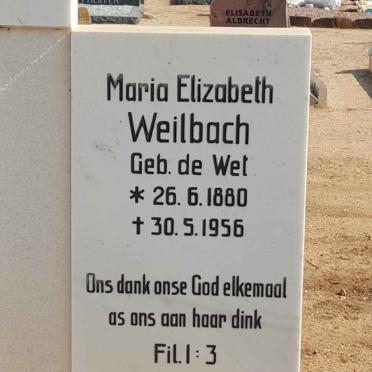 ELISABETH
ALBRECHT
Maria Elizabeth
Weilbach
Geb. de Wet
* 26. 6. 1880
† 30. 5. 1956
Ons dank onse God elkemaal
as ons aan haar dink
Fil. 1 : 3